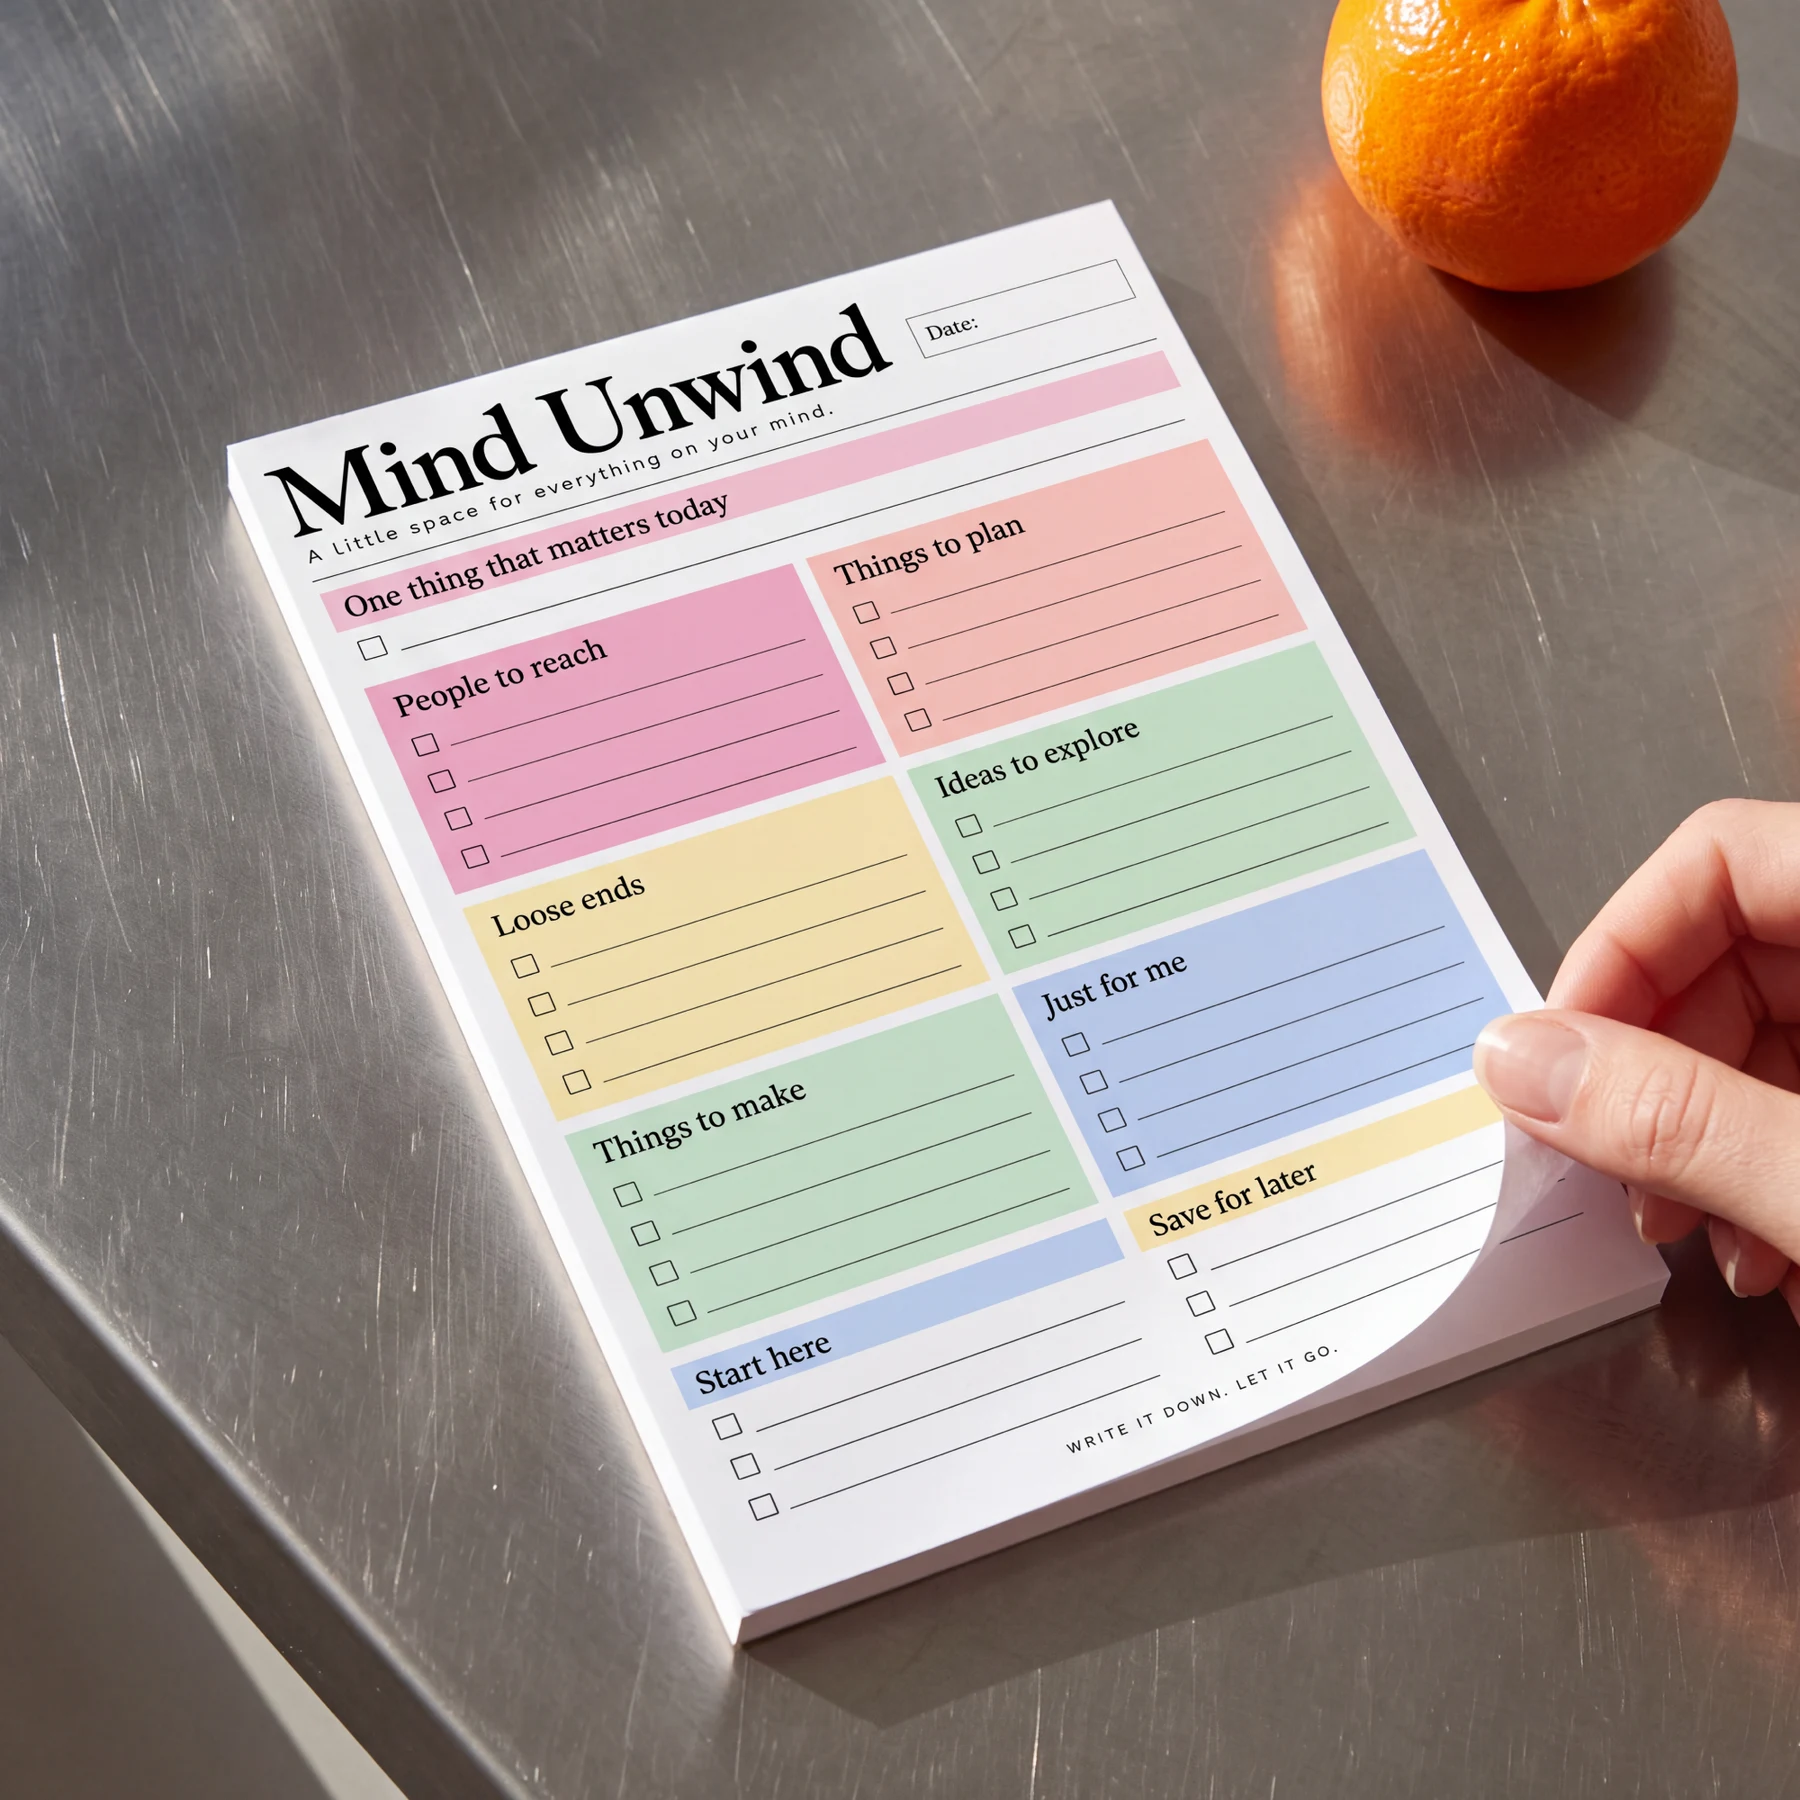 Mind Unwind
Date:
A Little space for everything on your mind.
One thing that matters today
People to reach
Things to plan
Loose ends
Ideas to explore
Things to make
Just for me
Start here
Save for later
WRITE IT DOWN. LET IT GO.